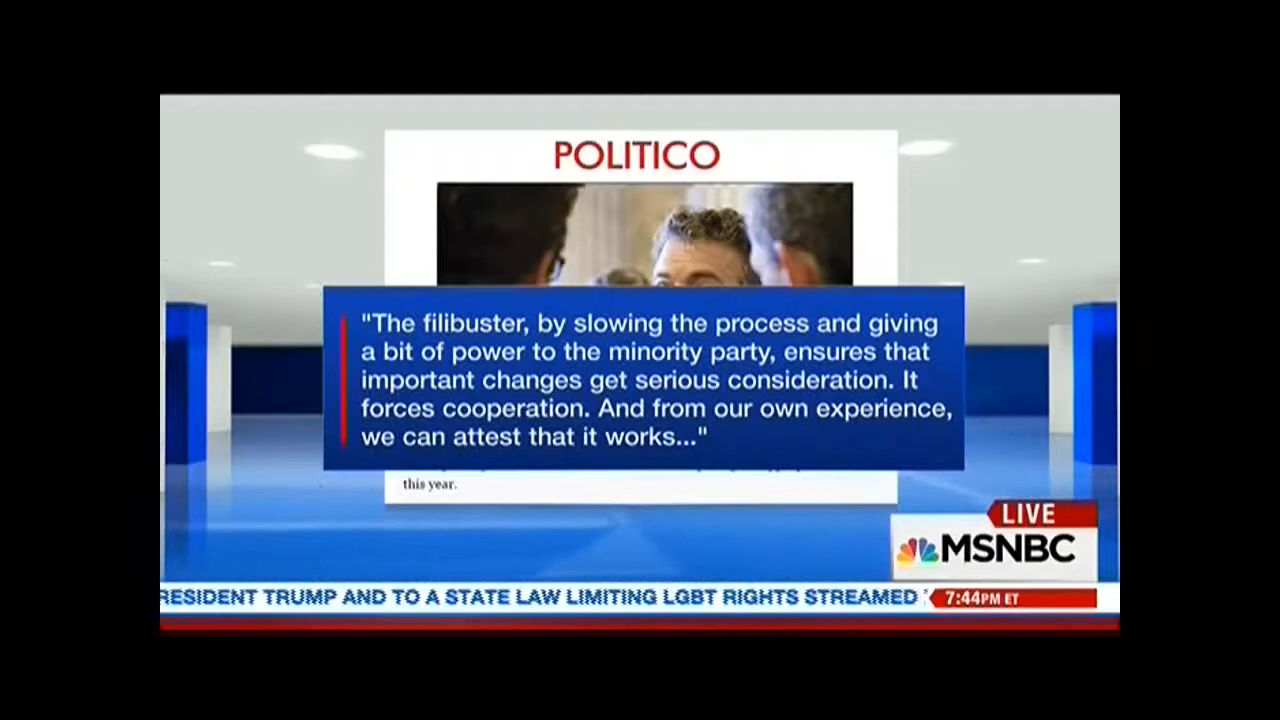 POLITICO
"The filibuster, by slowing the process and giving
a bit of power to the minority party, ensures that
important changes get serious consideration. It
forces cooperation. And from our own experience,
we can attest that it works..."
this year.
LIVE
MSNBC
RESIDENT TRUMP AND TO A STATE LAW LIMITING LGBT RIGHTS STREAMED
7:44PM ET